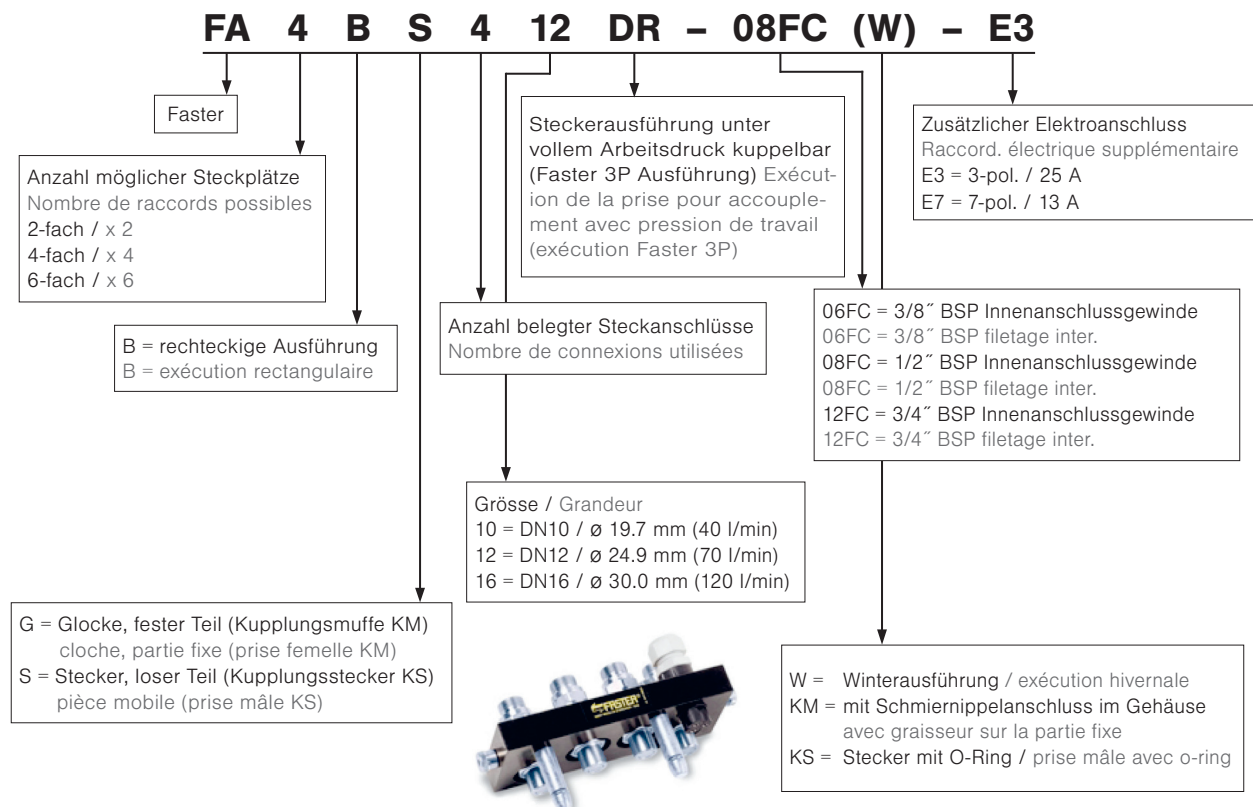 FA 4 B S 4 12 DR – 08FC (W) – E3
Faster
Anzahl möglicher Steckplätze
Nombre de raccords possibles
2-fach / x 2
4-fach / x 4
6-fach / x 6
B = rechteckige Ausführung
B = exécution rectangulaire
G = Glocke, fester Teil (Kupplungsmuffe KM)
cloche, partie fixe (prise femelle KM)
S = Stecker, loser Teil (Kupplungsstecker KS)
pièce mobile (prise mâle KS)
Anzahl belegter Steckanschlüsse
Nombre de connexions utilisées
Grösse / Grandeur
10 = DN10 / ø 19.7 mm (40 l/min)
12 = DN12 / ø 24.9 mm (70 l/min)
16 = DN16 / ø 30.0 mm (120 l/min)
Steckerausführung unter
vollem Arbeitsdruck kuppelbar
(Faster 3P Ausführung) Exécut-
ion de la prise pour accouple-
ment avec pression de travail
(exécution Faster 3P)
06FC = 3/8˝ BSP Innenanschlussgewinde
06FC = 3/8˝ BSP filetage inter.
08FC = 1/2˝ BSP Innenanschlussgewinde
08FC = 1/2˝ BSP filetage inter.
12FC = 3/4˝ BSP Innenanschlussgewinde
12FC = 3/4˝ BSP filetage inter.
W = Winterausführung / exécution hivernale
KM = mit Schmiernippelanschluss im Gehäuse
avec graisseur sur la partie fixe
KS = Stecker mit O-Ring / prise mâle avec o-ring
Zusätzlicher Elektroanschluss
Raccord. électrique supplémentaire
E3 = 3-pol. / 25 A
E7 = 7-pol. / 13 A
FASTER